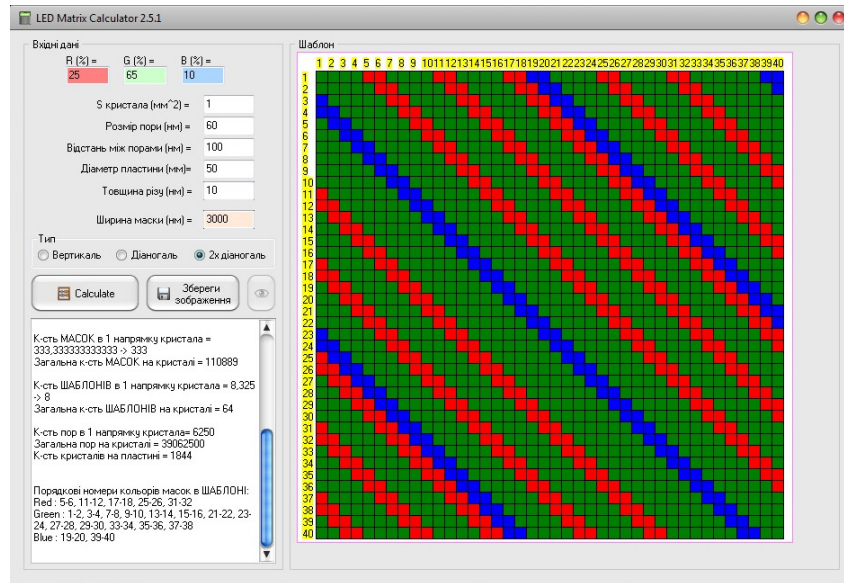 LED Matrix Calculator 2.5.1
Вхідні дані
R (%) = G (%) = B (%) =
25 65 10
S кристала (мм^2) = 1
Розмір пори (нм) = 60
Відстань між порами (нм) = 100
Діаметр пластини (мм)= 50
Товщина різу (нм) = 10
Ширина маски (нм) = 3000
Тип
Вертикаль Діаногаль 2х діаногаль
Calculate
Збереги
зображення
К-сть МАСОК в 1 напрямку кристала =
333,333333333333 -> 333
Загальна к-сть МАСОК на кристалі = 110889
К-сть ШАБЛОНІВ в 1 напрямку кристала = 8,325
-> 8
Загальна к-сть ШАБЛОНІВ на кристалі = 64
К-сть пор в 1 напрямку кристала= 6250
Загальна пор на кристалі = 39062500
К-сть кристалів на пластині = 1844
Порядкові номери кольорів масок в ШАБЛОНІ:
Red : 5-6, 11-12, 17-18, 25-26, 31-32
Green : 1-2, 3-4, 7-8, 9-10, 13-14, 15-16, 21-22, 23-
24, 27-28, 29-30, 33-34, 35-36, 37-38
Blue : 19-20, 39-40
Шаблон
1 2 3 4 5 6 7 8 9 10 11 12 13 14 15 16 17 18 19 20 21 22 23 24 25 26 27 28 29 30 31 32 33 34 35 36 37 38 39 40
1
2
3
4
5
6
7
8
9
10
11
12
13
14
15
16
17
18
19
20
21
22
23
24
25
26
27
28
29
30
31
32
33
34
35
36
37
38
39
40